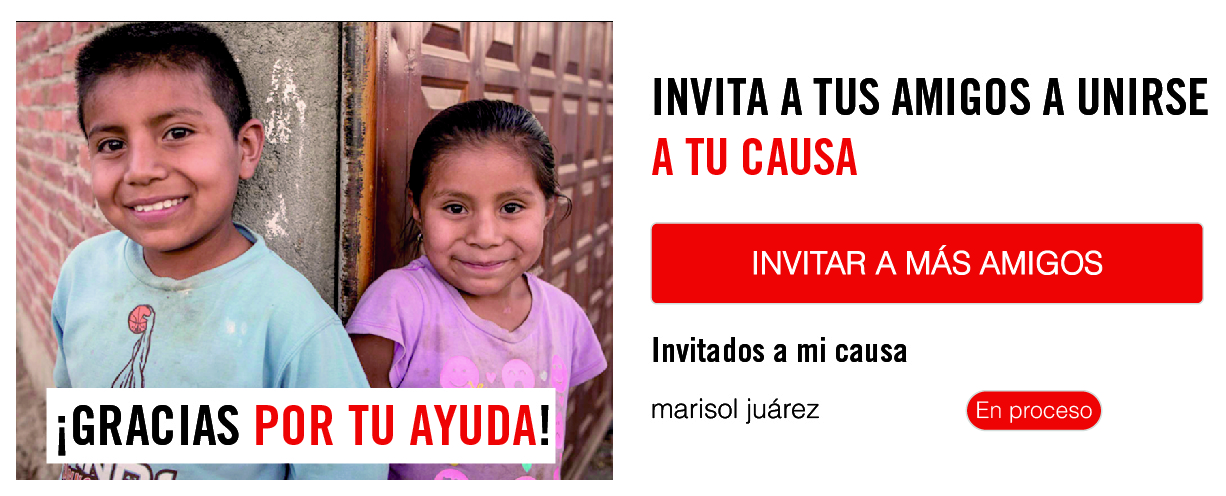 ¡GRACIAS POR TU AYUDA!
INVITA A TUS AMIGOS A UNIRSE
A TU CAUSA
INVITAR A MÁS AMIGOS
Invitados a mi causa
marisol juárez En proceso